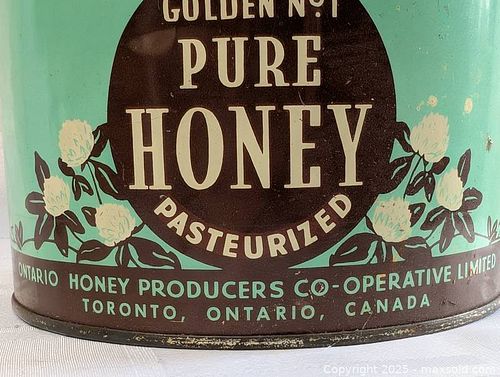 GOLDEN No. 1
PURE
HONEY
PASTEURIZED
ONTARIO HONEY PRODUCERS CO-OPERATIVE LIMITED
TORONTO, ONTARIO, CANADA
Copyright 2025 - maxsold.com